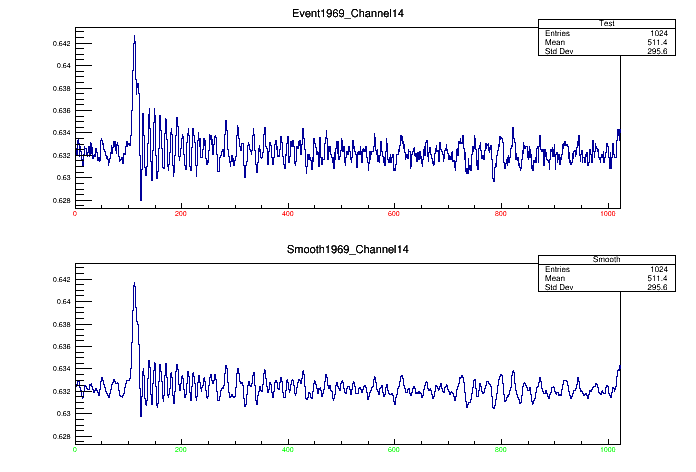 Event1969_Channel14
Test
Entries 1024
Mean 511.4
Std Dev 295.6
0.642
0.64
0.638
0.636
0.634
0.632
0.63
0.628
0 200 400 600 800 1000
Smooth1969_Channel14
Smooth
Entries 1024
Mean 511.4
Std Dev 295.6
0.642
0.64
0.638
0.636
0.634
0.632
0.63
0.628
0 200 400 600 800 1000